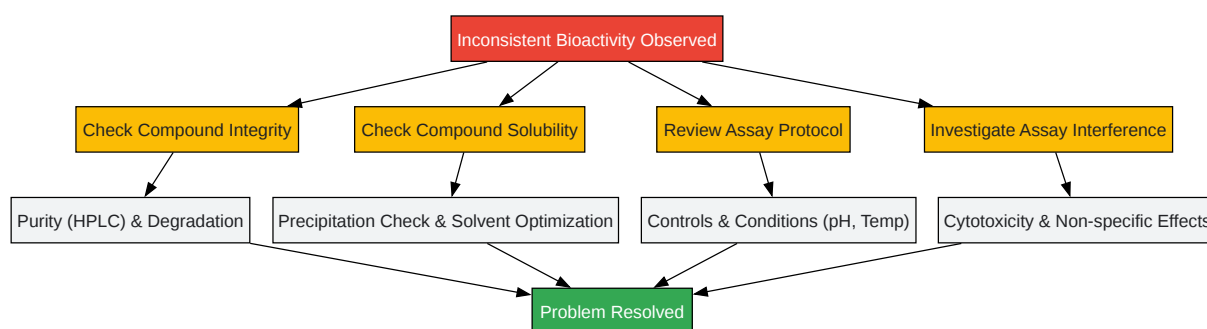 Inconsistent Bioactivity Observed
Check Compound Integrity
Check Compound Solubility
Review Assay Protocol
Investigate Assay Interference
Purity (HPLC) & Degradation
Precipitation Check & Solvent Optimization
Controls & Conditions (pH, Temp)
Cytotoxicity & Non-specific Effects
Problem Resolved